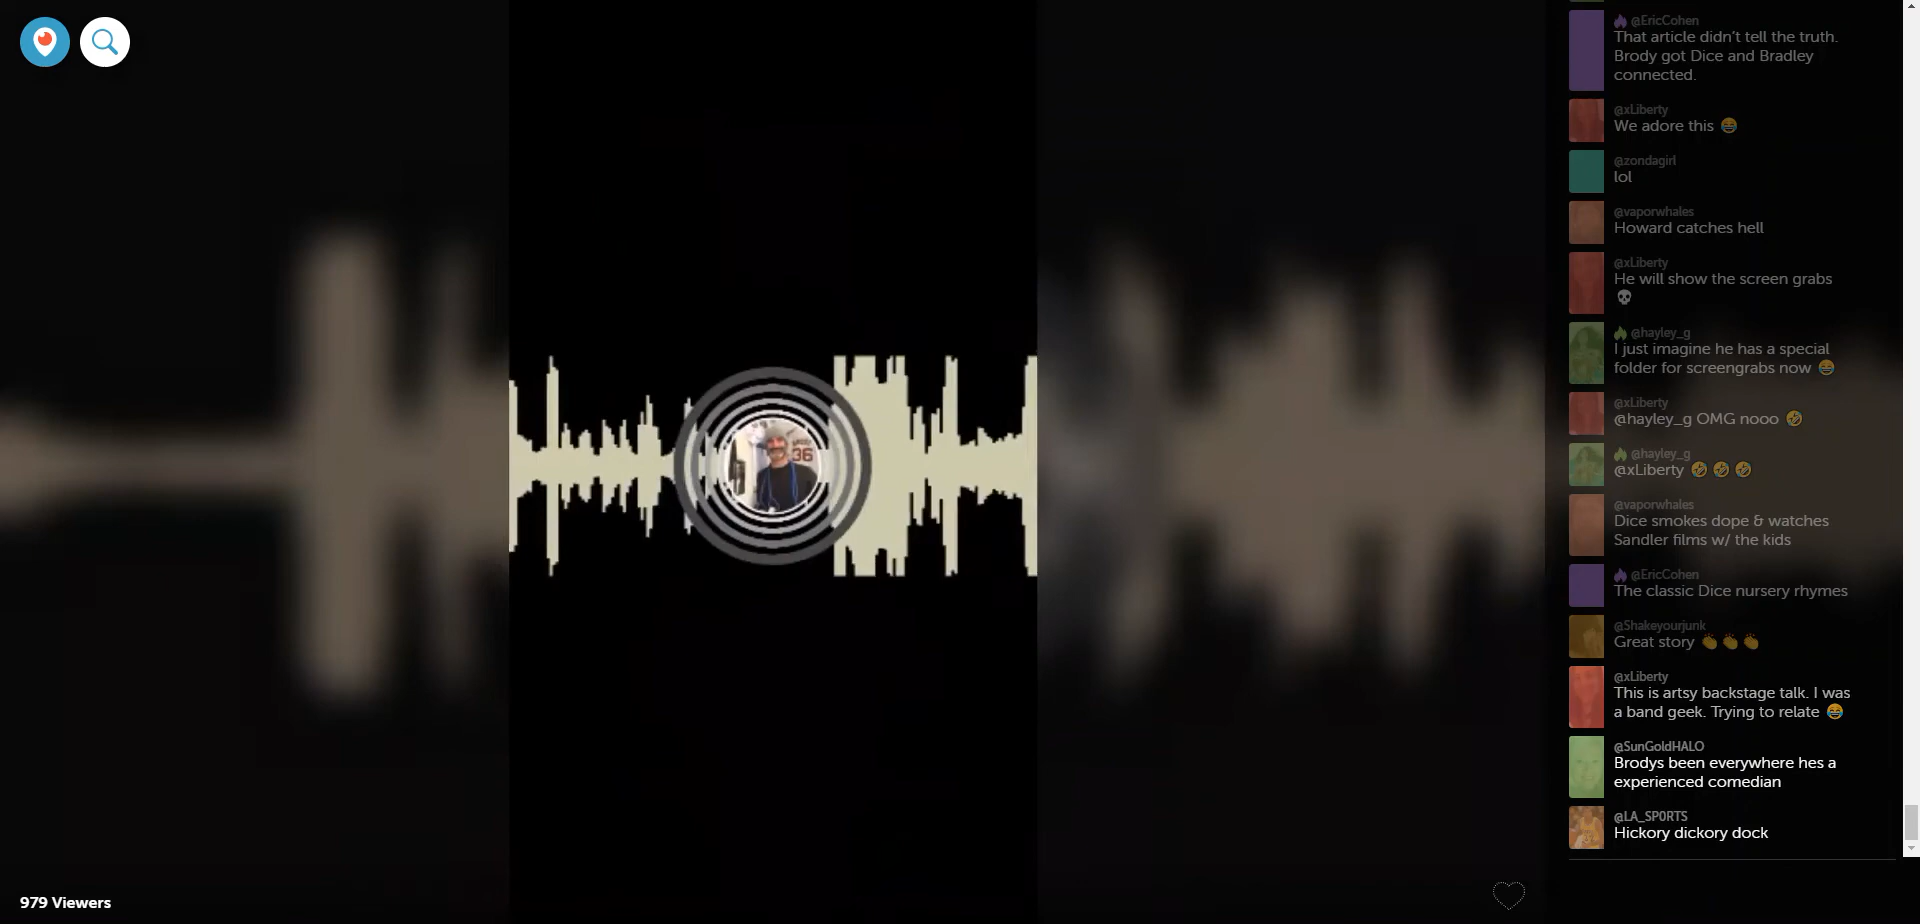 @EricCohen
That article didn't tell the truth.
Brody got Dice and Bradley
connected.
@xLiberty
We adore this 😂
@zondagirl
lol
@vaporwhales
Howard catches hell
@xLiberty
He will show the screen grabs
💀
@hayley_g
I just imagine he has a special
folder for screengrabs now 😂
@xLiberty
@hayley_g OMG nooo 🤣
@hayley_g
@xLiberty 🤣 🤣 🤣
@vaporwhales
Dice smokes dope & watches
Sandler films w/ the kids
@EricCohen
The classic Dice nursery rhymes
@Shakeyourjunk
Great story 👏 👏 👏
@xLiberty
This is artsy backstage talk. I was
a band geek. Trying to relate 😂
@SunGoldHALO
Brodys been everywhere hes a
experienced comedian
@LA_SP0RTS
Hickory dickory dock
36
979 Viewers